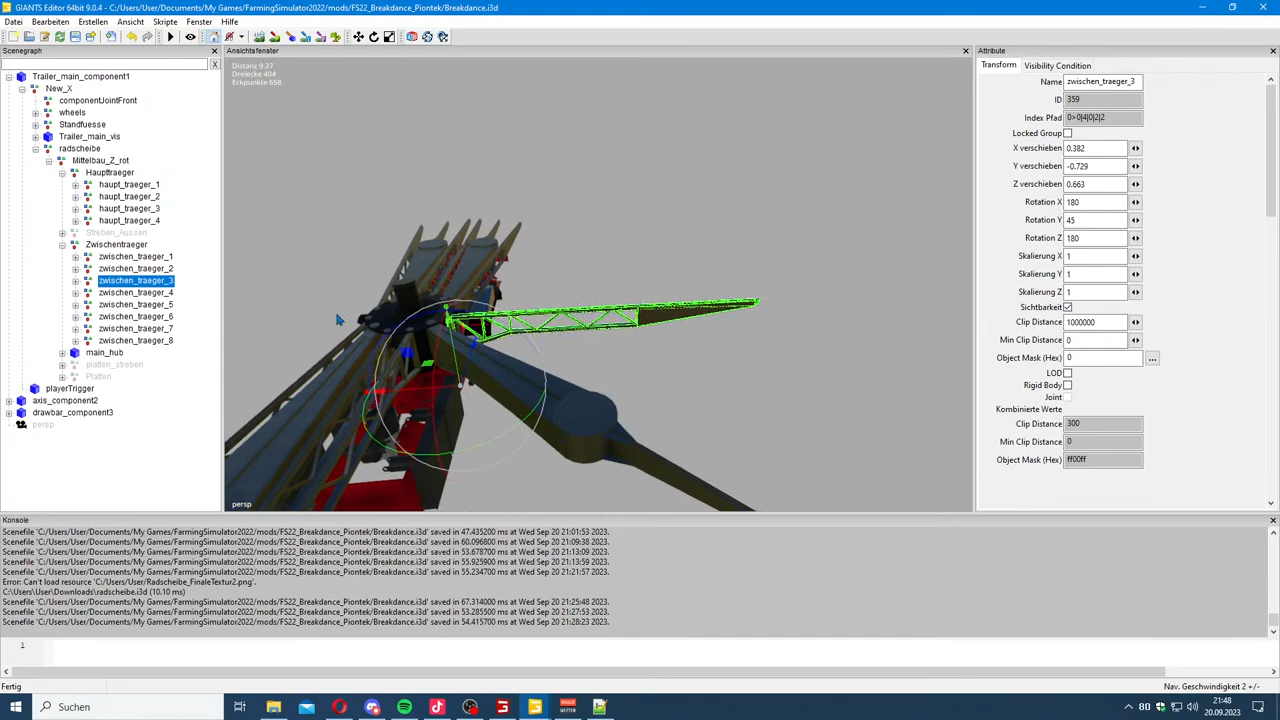 GIANTS Editor 64bit 9.0.4 - C:/Users/User/Documents/My Games/FarmingSimulator2022/mods/FS22_Breakdance_Piontek/Breakdance.i3d
Datei Bearbeiten Erstellen Ansicht Skripte Fenster Hilfe
Scenegraph
X
Trailer_main_component1
New_X
componentJointFront
wheels
Standfuesse
Trailer_main_vis
radscheibe
Mittelbau_Z_rot
Haupttraeger
haupt_traeger_1
haupt_traeger_2
haupt_traeger_3
haupt_traeger_4
Streben_Aussen
Zwischentraeger
zwischen_traeger_1
zwischen_traeger_2
zwischen_traeger_3
zwischen_traeger_4
zwischen_traeger_5
zwischen_traeger_6
zwischen_traeger_7
zwischen_traeger_8
main_hub
platten_streben
Platten
playerTrigger
axis_component2
drawbar_component3
persp
Ansichtsfenster
Distanz 9.27
Dreiecke 404
Eckpunkte 658
persp
Attribute
Transform Visibility Condition
Name zwischen_traeger_3
ID 359
Index Pfad 0>0|4|0|2|2
Locked Group
X verschieben 0.382
Y verschieben -0.729
Z verschieben 0.663
Rotation X 180
Rotation Y 45
Rotation Z 180
Skalierung X 1
Skalierung Y 1
Skalierung Z 1
Sichtbarkeit
Clip Distance 1000000
Min Clip Distance 0
Object Mask (Hex) 0 ...
LOD
Rigid Body
Joint
Kombinierte Werte
Clip Distance 300
Min Clip Distance 0
Object Mask (Hex) ff00ff
Konsole
Scenefile 'C:/Users/User/Documents/My Games/FarmingSimulator2022/mods/FS22_Breakdance_Piontek/Breakdance.i3d' saved in 47.435200 ms at Wed Sep 20 21:01:53 2023.
Scenefile 'C:/Users/User/Documents/My Games/FarmingSimulator2022/mods/FS22_Breakdance_Piontek/Breakdance.i3d' saved in 60.096800 ms at Wed Sep 20 21:09:38 2023.
Scenefile 'C:/Users/User/Documents/My Games/FarmingSimulator2022/mods/FS22_Breakdance_Piontek/Breakdance.i3d' saved in 53.678700 ms at Wed Sep 20 21:13:09 2023.
Scenefile 'C:/Users/User/Documents/My Games/FarmingSimulator2022/mods/FS22_Breakdance_Piontek/Breakdance.i3d' saved in 55.925900 ms at Wed Sep 20 21:13:59 2023.
Scenefile 'C:/Users/User/Documents/My Games/FarmingSimulator2022/mods/FS22_Breakdance_Piontek/Breakdance.i3d' saved in 55.234700 ms at Wed Sep 20 21:21:57 2023.
Error: Can't load resource 'C:/Users/User/Radscheibe_FinaleTextur2.png'.
C:\Users\User\Downloads\radscheibe.i3d (10.10 ms)
Scenefile 'C:/Users/User/Documents/My Games/FarmingSimulator2022/mods/FS22_Breakdance_Piontek/Breakdance.i3d' saved in 67.314000 ms at Wed Sep 20 21:25:48 2023.
Scenefile 'C:/Users/User/Documents/My Games/FarmingSimulator2022/mods/FS22_Breakdance_Piontek/Breakdance.i3d' saved in 53.285500 ms at Wed Sep 20 21:27:53 2023.
Scenefile 'C:/Users/User/Documents/My Games/FarmingSimulator2022/mods/FS22_Breakdance_Piontek/Breakdance.i3d' saved in 54.415700 ms at Wed Sep 20 21:28:23 2023.
1
Fertig
Nav. Geschwindigkeit 2 +/-
Suchen
21:48
20.09.2023